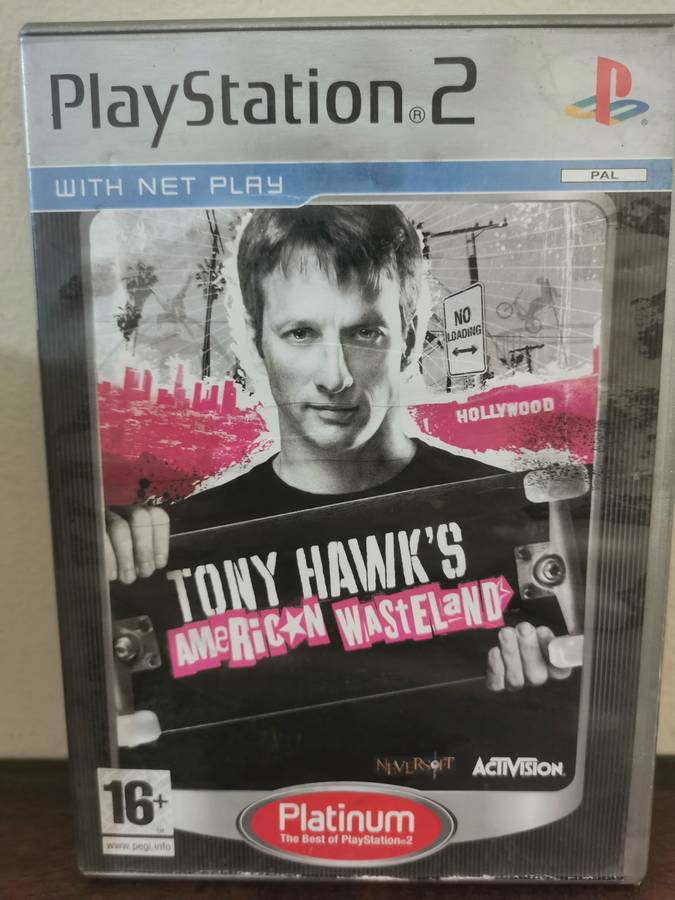 PlayStation®2
WITH NET PLAY
PAL
NO
LOADING
HOLLYWOOD
TONY HAWK'S
AMeRiCAN WAStELaND
NEVERSOFT
ACTIVISION
16+
www.pegi.info
Platinum
The Best of PlayStation®2